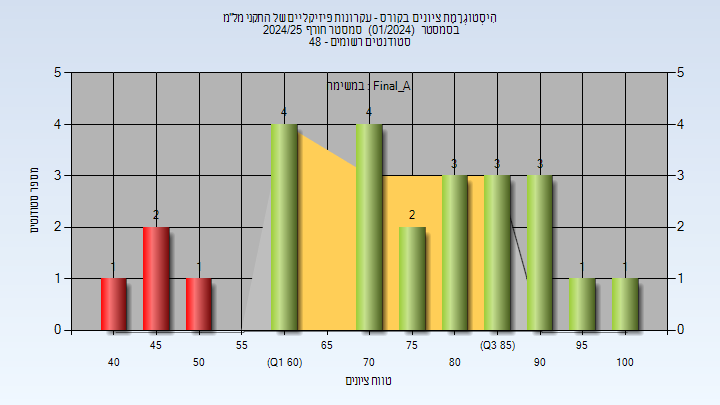 הִיסְטוֹגְרַמַת ציונים בקורס - עקרונות פיזיקליים של התקני מל"מ
בסמסטר (01/2024) סמסטר חורף 2024/25
סטודנטים רשומים - 48
במשימה : Final_A
מספר סטודנטים
5 5
4 4 4 4
3 3 3 3 3
2 2 2 2
1 1 1 1 1 1
0 0
45 55 65 75 (Q3 85) 95
40 50 (Q1 60) 70 80 90 100
טווח ציונים